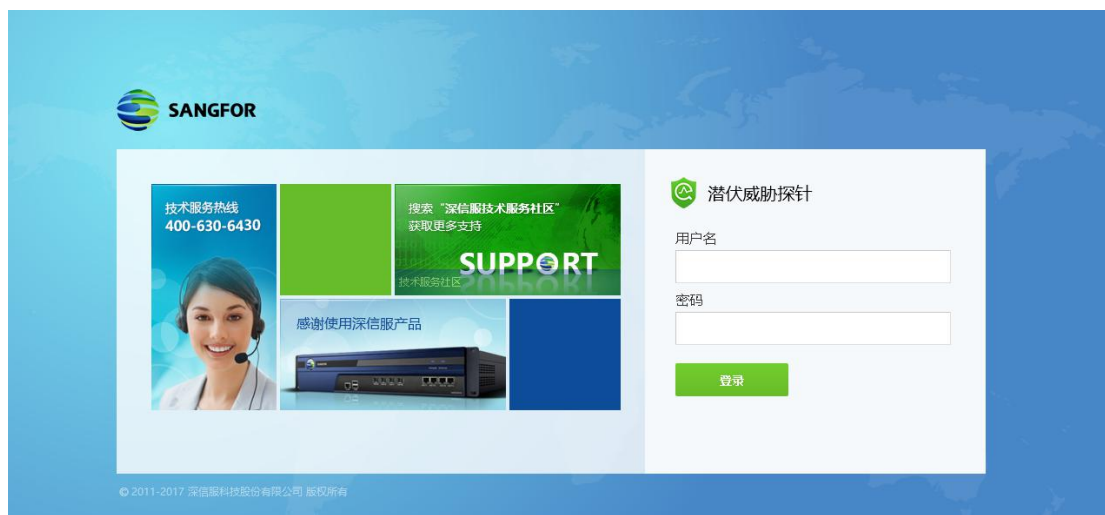 SANGFOR
技术服务热线
400-630-6430
搜索“深信服技术服务社区”
获取更多支持
SUPPORT
技术服务社区
感谢使用深信服产品
潜伏威胁探针
用户名
密码
登录
© 2011-2017 深信服科技股份有限公司 版权所有